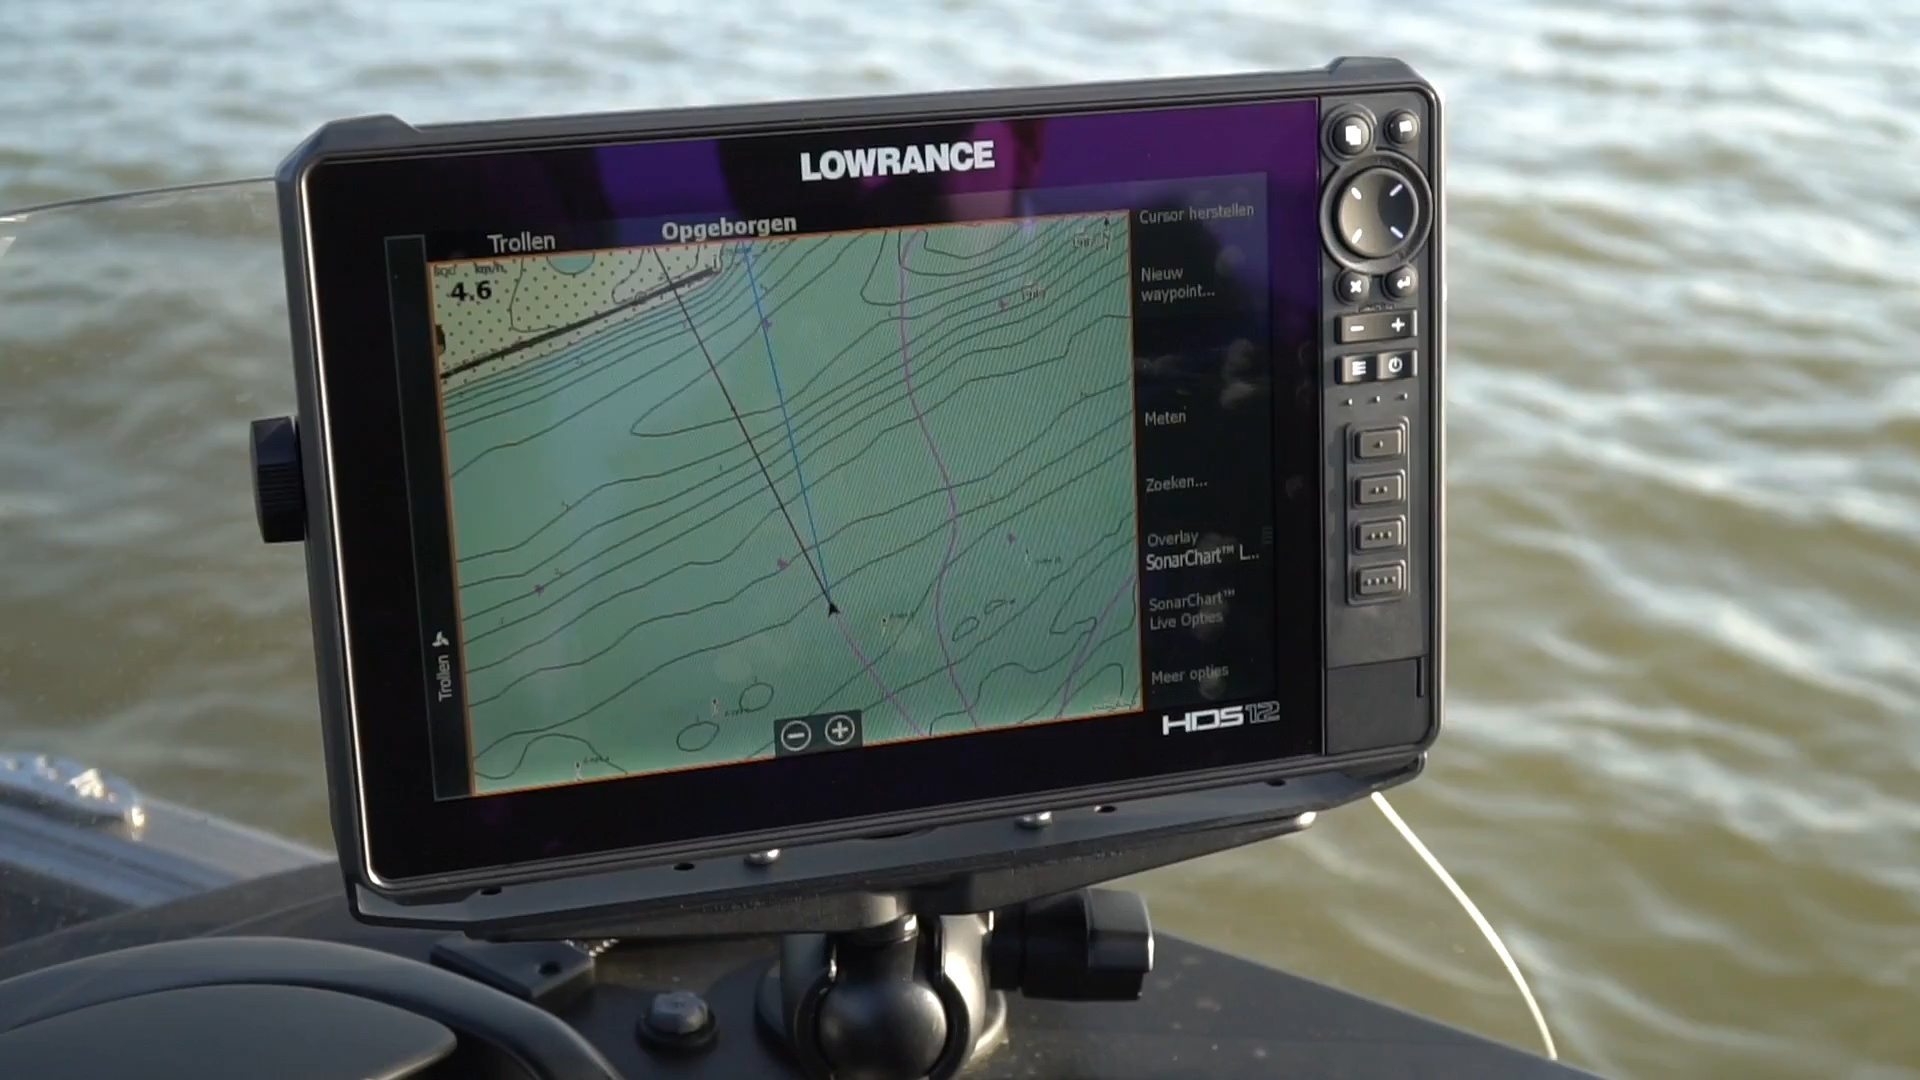 LOWRANCE
Trollen
Opgeborgen
km/h
4.6
Cursor herstellen
Nieuw
waypoint...
Meten
Zoeken...
Overlay
SonarChart™ L..
SonarChart™
Live Opties
Meer opties
Trollen
HDS 12